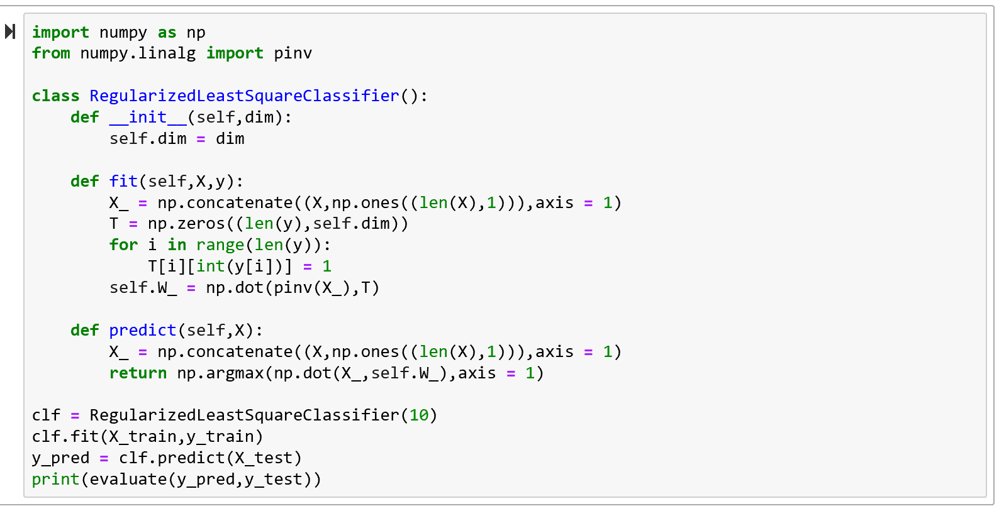 import numpy as np
from numpy.linalg import pinv
class RegularizedLeastSquareClassifier():
    def __init__(self,dim):
        self.dim = dim
    def fit(self,X,y):
        X_ = np.concatenate((X,np.ones((len(X),1))),axis = 1)
        T = np.zeros((len(y),self.dim))
        for i in range(len(y)):
            T[i][int(y[i])] = 1
        self.W_ = np.dot(pinv(X_),T)
    def predict(self,X):
        X_ = np.concatenate((X,np.ones((len(X),1))),axis = 1)
        return np.argmax(np.dot(X_,self.W_),axis = 1)
clf = RegularizedLeastSquareClassifier(10)
clf.fit(X_train,y_train)
y_pred = clf.predict(X_test)
print(evaluate(y_pred,y_test))